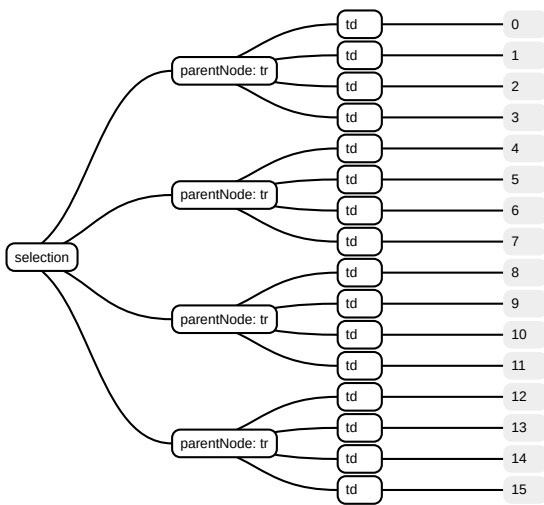 td 0
td 1
parentNode: tr
td 2
td 3
td 4
td 5
parentNode: tr
td 6
td 7
selection
td 8
td 9
parentNode: tr
td 10
td 11
td 12
td 13
parentNode: tr
td 14
td 15